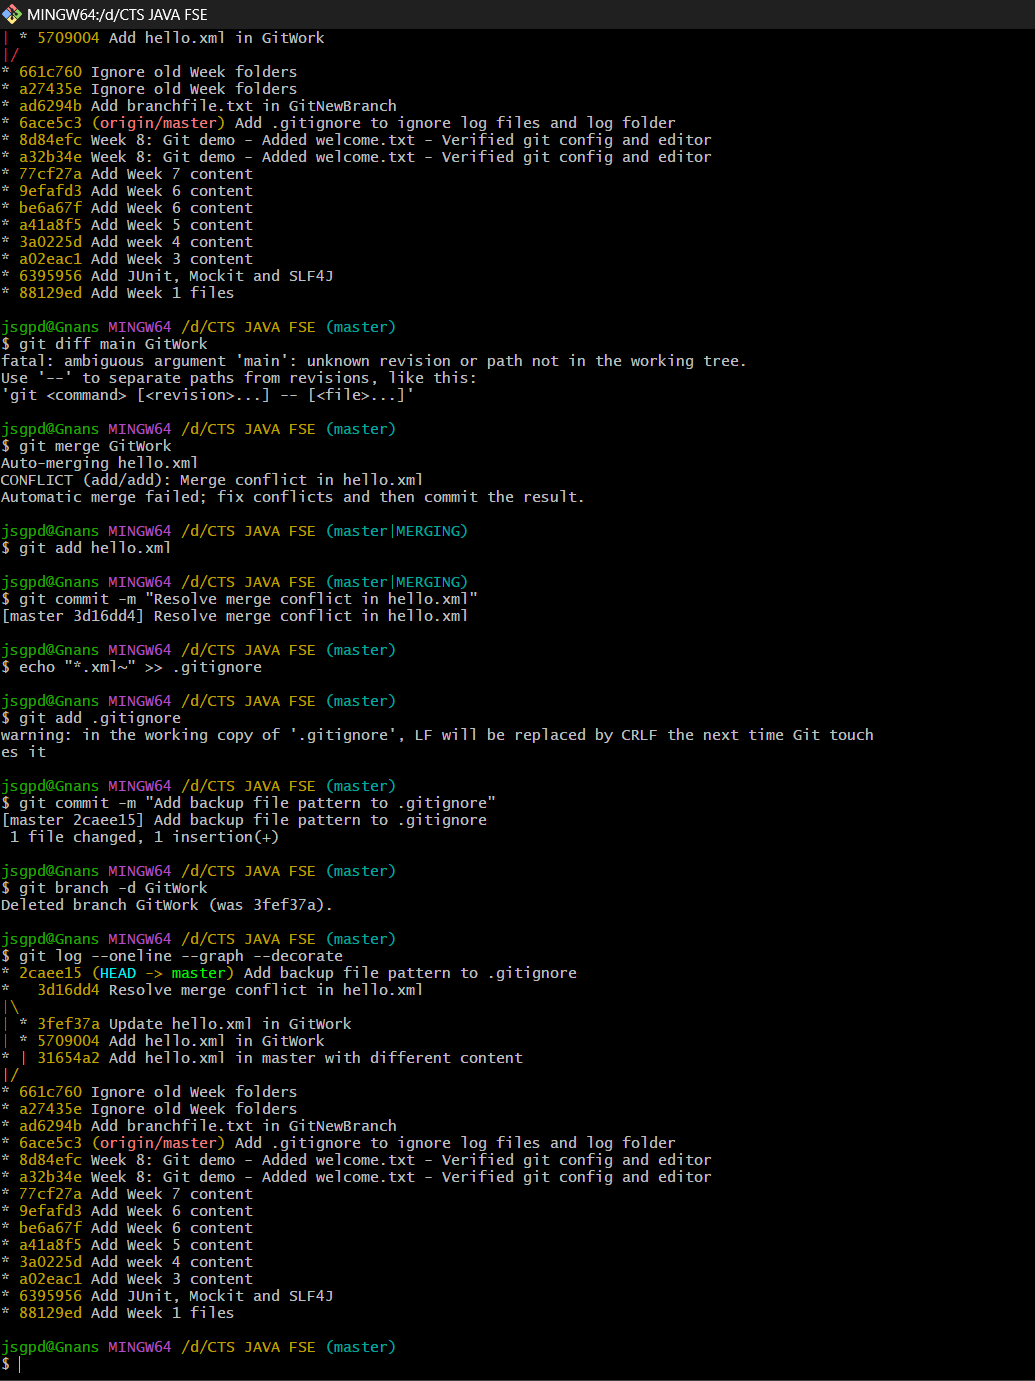 MINGW64:/d/CTS JAVA FSE
| * 5709004 Add hello.xml in GitWork
|/
* 661c760 Ignore old Week folders
* a27435e Ignore old Week folders
* ad6294b Add branchfile.txt in GitNewBranch
* 6ace5c3 (origin/master) Add .gitignore to ignore log files and log folder
* 8d84efc Week 8: Git demo - Added welcome.txt - Verified git config and editor
* a32b34e Week 8: Git demo - Added welcome.txt - Verified git config and editor
* 77cf27a Add Week 7 content
* 9efafd3 Add Week 6 content
* be6a67f Add Week 6 content
* a41a8f5 Add Week 5 content
* 3a0225d Add week 4 content
* a02eac1 Add Week 3 content
* 6395956 Add JUnit, Mockit and SLF4J
* 88129ed Add Week 1 files
jsgpd@Gnans MINGW64 /d/CTS JAVA FSE (master)
$ git diff main GitWork
fatal: ambiguous argument 'main': unknown revision or path not in the working tree.
Use '--' to separate paths from revisions, like this:
'git <command> [<revision>...] -- [<file>...]'
jsgpd@Gnans MINGW64 /d/CTS JAVA FSE (master)
$ git merge GitWork
Auto-merging hello.xml
CONFLICT (add/add): Merge conflict in hello.xml
Automatic merge failed; fix conflicts and then commit the result.
jsgpd@Gnans MINGW64 /d/CTS JAVA FSE (master|MERGING)
$ git add hello.xml
jsgpd@Gnans MINGW64 /d/CTS JAVA FSE (master|MERGING)
$ git commit -m "Resolve merge conflict in hello.xml"
[master 3d16dd4] Resolve merge conflict in hello.xml
jsgpd@Gnans MINGW64 /d/CTS JAVA FSE (master)
$ echo "*.xml~" >> .gitignore
jsgpd@Gnans MINGW64 /d/CTS JAVA FSE (master)
$ git add .gitignore
warning: in the working copy of '.gitignore', LF will be replaced by CRLF the next time Git touch
es it
jsgpd@Gnans MINGW64 /d/CTS JAVA FSE (master)
$ git commit -m "Add backup file pattern to .gitignore"
[master 2caee15] Add backup file pattern to .gitignore
 1 file changed, 1 insertion(+)
jsgpd@Gnans MINGW64 /d/CTS JAVA FSE (master)
$ git branch -d GitWork
Deleted branch GitWork (was 3fef37a).
jsgpd@Gnans MINGW64 /d/CTS JAVA FSE (master)
$ git log --oneline --graph --decorate
* 2caee15 (HEAD -> master) Add backup file pattern to .gitignore
*   3d16dd4 Resolve merge conflict in hello.xml
|\
| * 3fef37a Update hello.xml in GitWork
| * 5709004 Add hello.xml in GitWork
* | 31654a2 Add hello.xml in master with different content
|/
* 661c760 Ignore old Week folders
* a27435e Ignore old Week folders
* ad6294b Add branchfile.txt in GitNewBranch
* 6ace5c3 (origin/master) Add .gitignore to ignore log files and log folder
* 8d84efc Week 8: Git demo - Added welcome.txt - Verified git config and editor
* a32b34e Week 8: Git demo - Added welcome.txt - Verified git config and editor
* 77cf27a Add Week 7 content
* 9efafd3 Add Week 6 content
* be6a67f Add Week 6 content
* a41a8f5 Add Week 5 content
* 3a0225d Add week 4 content
* a02eac1 Add Week 3 content
* 6395956 Add JUnit, Mockit and SLF4J
* 88129ed Add Week 1 files
jsgpd@Gnans MINGW64 /d/CTS JAVA FSE (master)
$